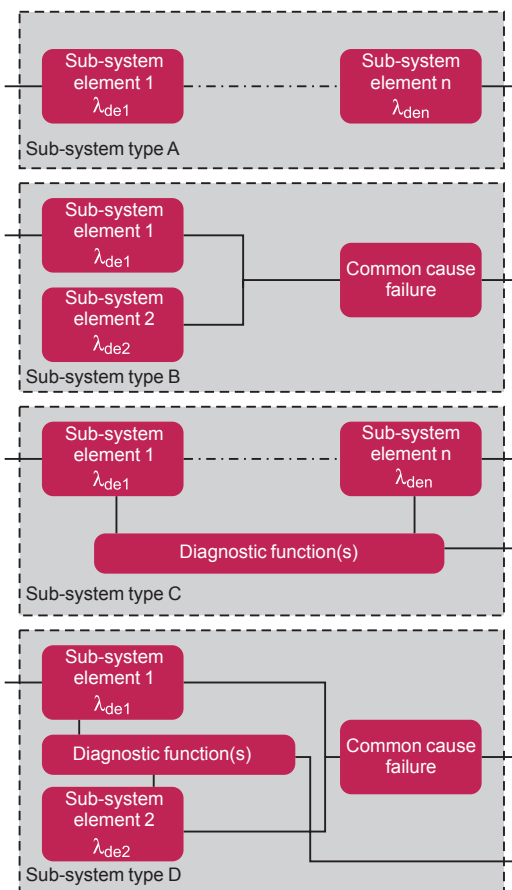 Sub-system
element 1
λde1
Sub-system
element n
λden
Sub-system type A
Sub-system
element 1
λde1
Sub-system
element 2
λde2
Common cause
failure
Sub-system type B
Sub-system
element 1
λde1
Sub-system
element n
λden
Diagnostic function(s)
Sub-system type C
Sub-system
element 1
λde1
Diagnostic function(s)
Common cause
failure
Sub-system
element 2
λde2
Sub-system type D